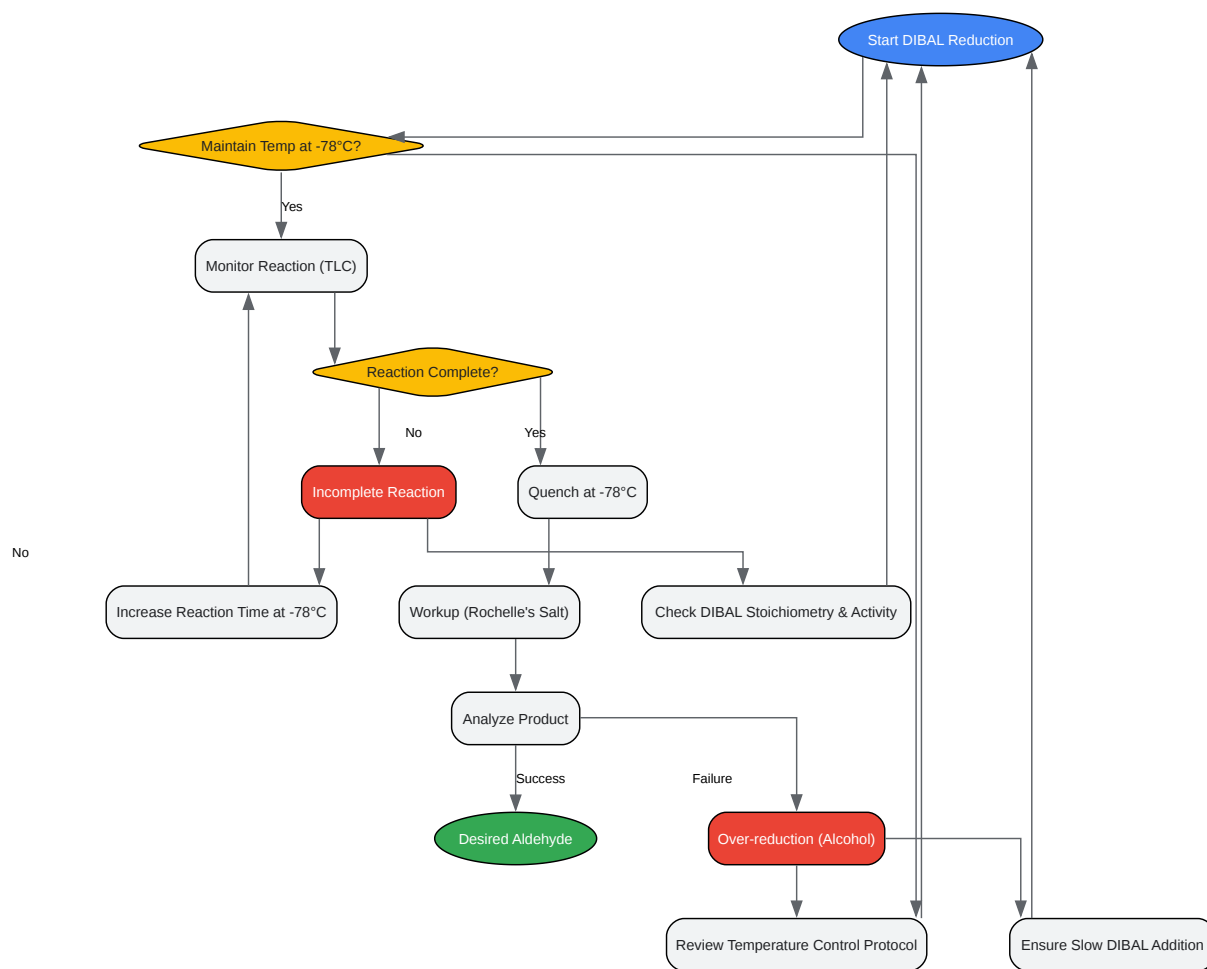 Start DIBAL Reduction
Maintain Temp at -78°C?
Yes
Monitor Reaction (TLC)
Reaction Complete?
No
Yes
Incomplete Reaction
Quench at -78°C
No
Increase Reaction Time at -78°C
Workup (Rochelle's Salt)
Check DIBAL Stoichiometry & Activity
Analyze Product
Success
Failure
Desired Aldehyde
Over-reduction (Alcohol)
Review Temperature Control Protocol
Ensure Slow DIBAL Addition